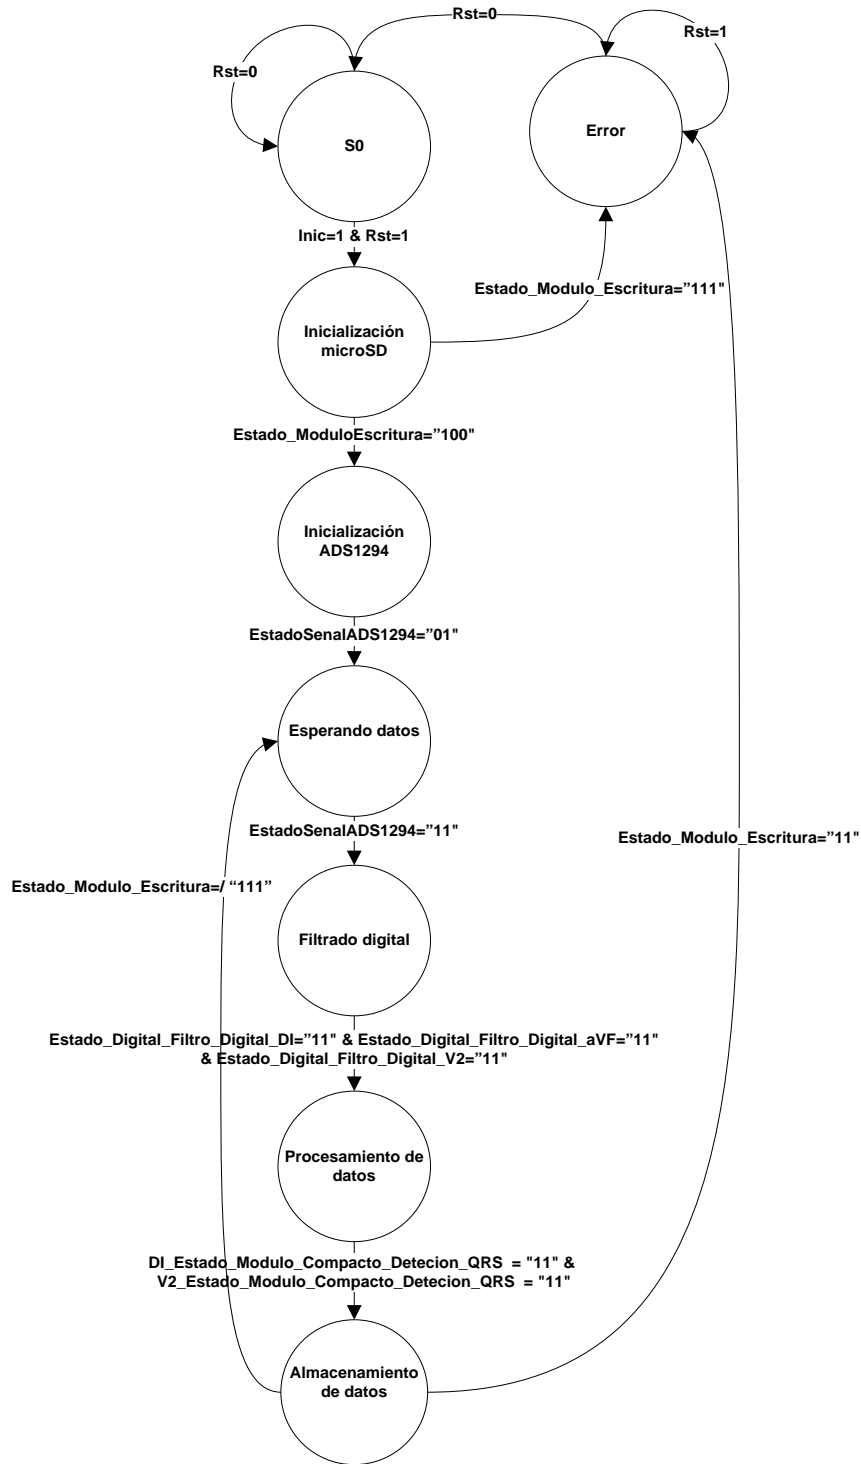 Rst=0
Rst=1
Rst=0
S0
Error
Inic=1 & Rst=1
Estado_Modulo_Escritura=”111"
Inicialización
microSD
Estado_ModuloEscritura=”100"
Inicialización
ADS1294
EstadoSenalADS1294=”01"
Esperando datos
EstadoSenalADS1294=”11"
Estado_Modulo_Escritura=”11"
Estado_Modulo_Escritura=/ “111”
Filtrado digital
Estado_Digital_Filtro_Digital_DI=”11" & Estado_Digital_Filtro_Digital_aVF=”11"
& Estado_Digital_Filtro_Digital_V2=”11"
Procesamiento de
datos
DI_Estado_Modulo_Compacto_Detecion_QRS = "11" &
V2_Estado_Modulo_Compacto_Detecion_QRS = "11"
Almacenamiento
de datos